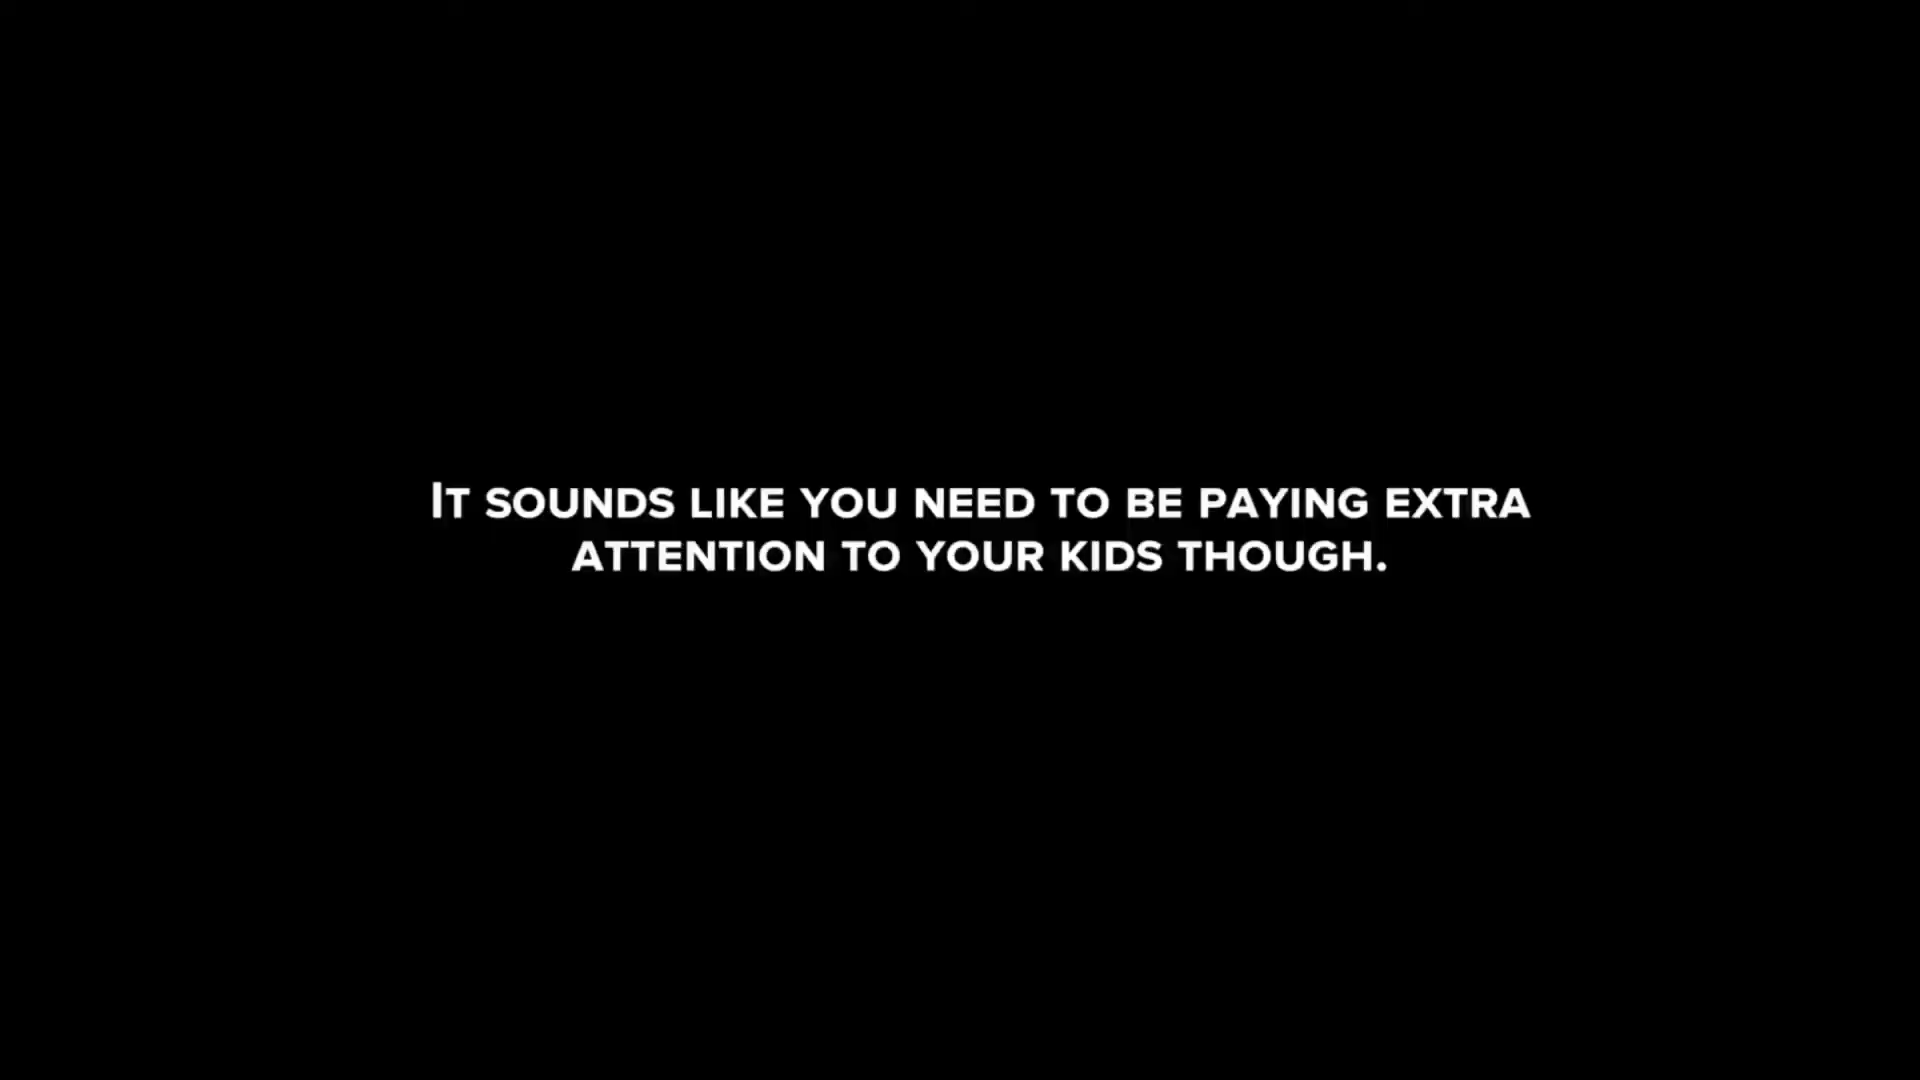 It sounds like you need to be paying extra
attention to your kids though.